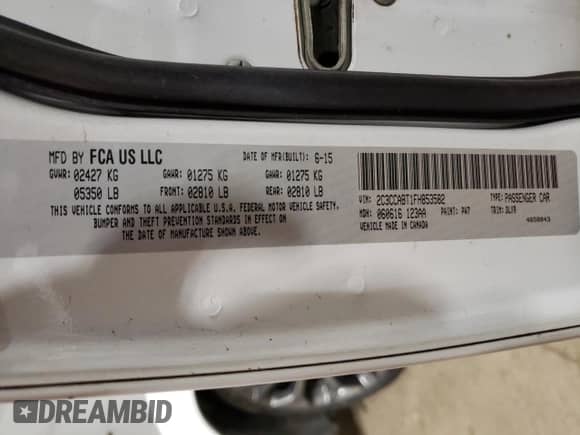 MFD BY FCA US LLC DATE OF MFR(BUILT): 6-15
GVWR: 02427 KG GAWR: 01275 KG GAWR: 01275 KG
05350 LB FRONT: 02810 LB REAR: 02810 LB
THIS VEHICLE CONFORMS TO ALL APPLICABLE U.S.A. FEDERAL MOTOR VEHICLE SAFETY,
BUMPER AND THEFT PREVENTION STANDARDS IN EFFECT ON
THE DATE OF MANUFACTURE SHOWN ABOVE.
VIN: 2C3CCABT1FH853582 TYPE: PASSENGER CAR
MDH: 060616 123AA PAINT: PW7 TRIM: DLX9
VEHICLE MADE IN CANADA 4658043
DREAMBID